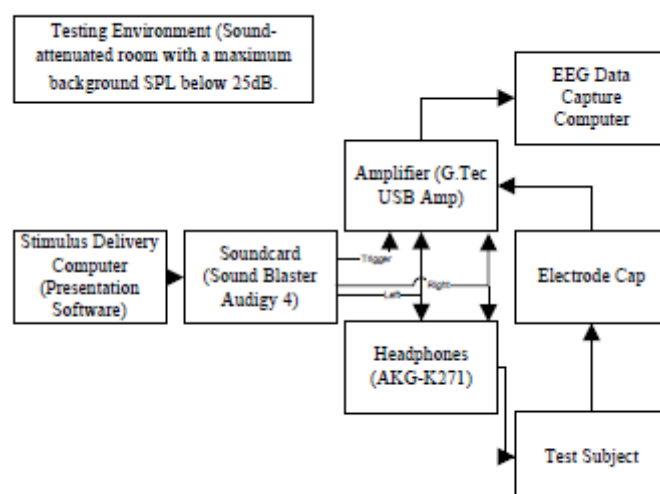 Testing Environment (Sound-
attenuated room with a maximum
background SPL below 25dB.
EEG Data
Capture
Computer
Amplifier (G.Tec
USB Amp)
Stimulus Delivery
Computer
(Presentation
Software)
Soundcard
(Sound Blaster
Audigy 4)
Trigger
Right
Left
Electrode Cap
Headphones
(AKG-K271)
Test Subject